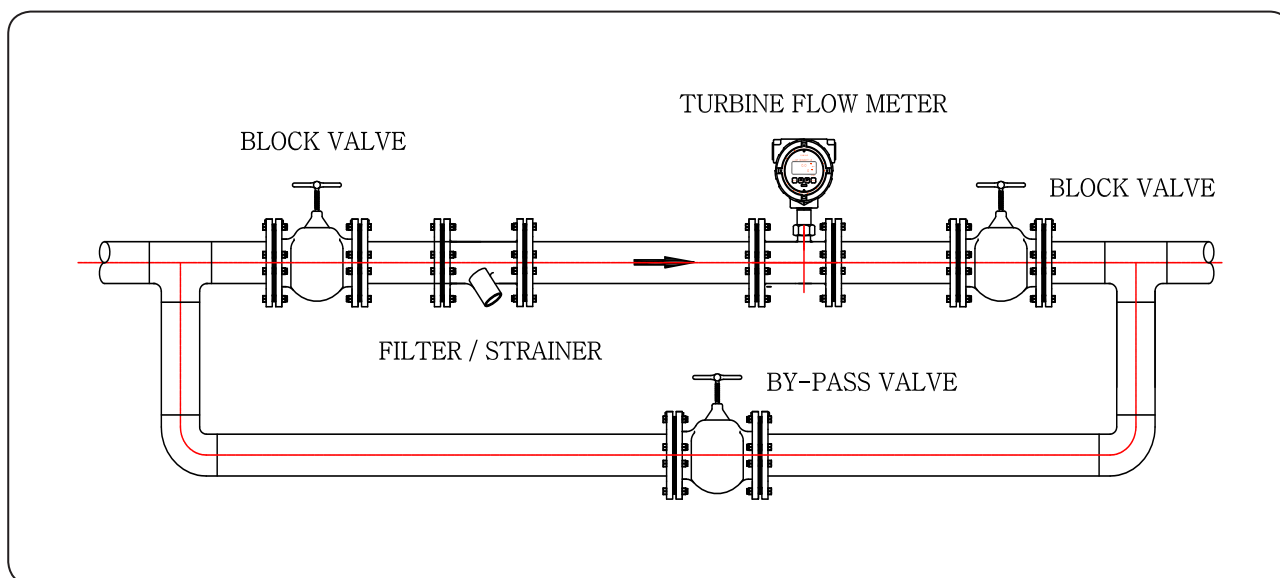 TURBINE FLOW METER
BLOCK VALVE
BLOCK VALVE
FILTER / STRAINER
BY-PASS VALVE